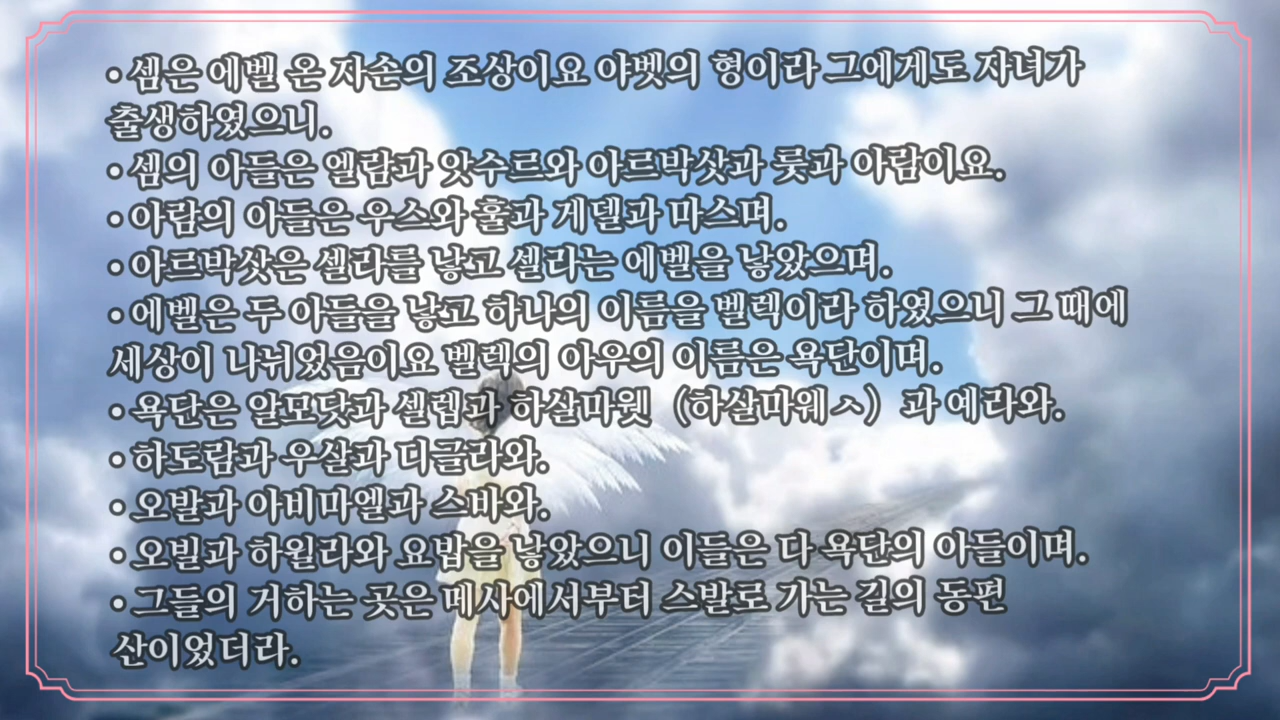 • 셈은 에벨 온 자손의 조상이요 야벳의 형이라 그에게도 자녀가
출생하였으니.
• 셈의 아들은 엘람과 앗수르와 아르박삿과 룻과 아람이요.
• 아람의 아들은 우스와 훌과 게델과 마스며.
• 아르박삿은 셀라를 낳고 셀라는 에벨을 낳았으며.
• 에벨은 두 아들을 낳고 하나의 이름을 벨렉이라 하였으니 그 때에
세상이 나뉘었음이요 벨렉의 아우의 이름은 욕단이며.
• 욕단은 알모닷과 셀렙과 하살마웻 (하살마웨ㅅ) 과 예라와.
• 하도람과 우살과 디글라와.
• 오발과 아비마엘과 스바와.
• 오빌과 하윌라와 요밥을 낳았으니 이들은 다 욕단의 아들이며.
• 그들의 거하는 곳은 메사에서부터 스발로 가는 길의 동편
산이었더라.